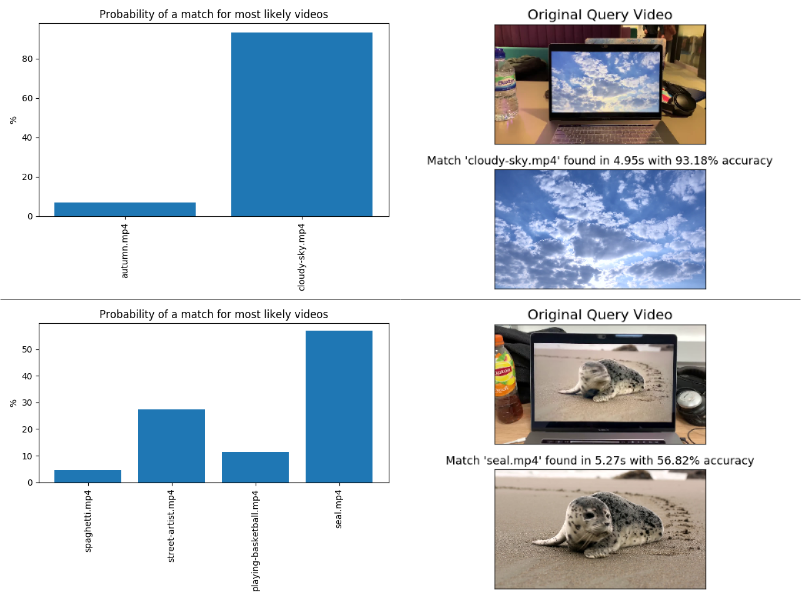 Probability of a match for most likely videos
%
80
60
40
20
0
autumn.mp4
cloudy-sky.mp4
Original Query Video
Match 'cloudy-sky.mp4' found in 4.95s with 93.18% accuracy
Probability of a match for most likely videos
%
50
40
30
20
10
0
spaghetti.mp4
street-artist.mp4
playing-basketball.mp4
seal.mp4
Original Query Video
Match 'seal.mp4' found in 5.27s with 56.82% accuracy